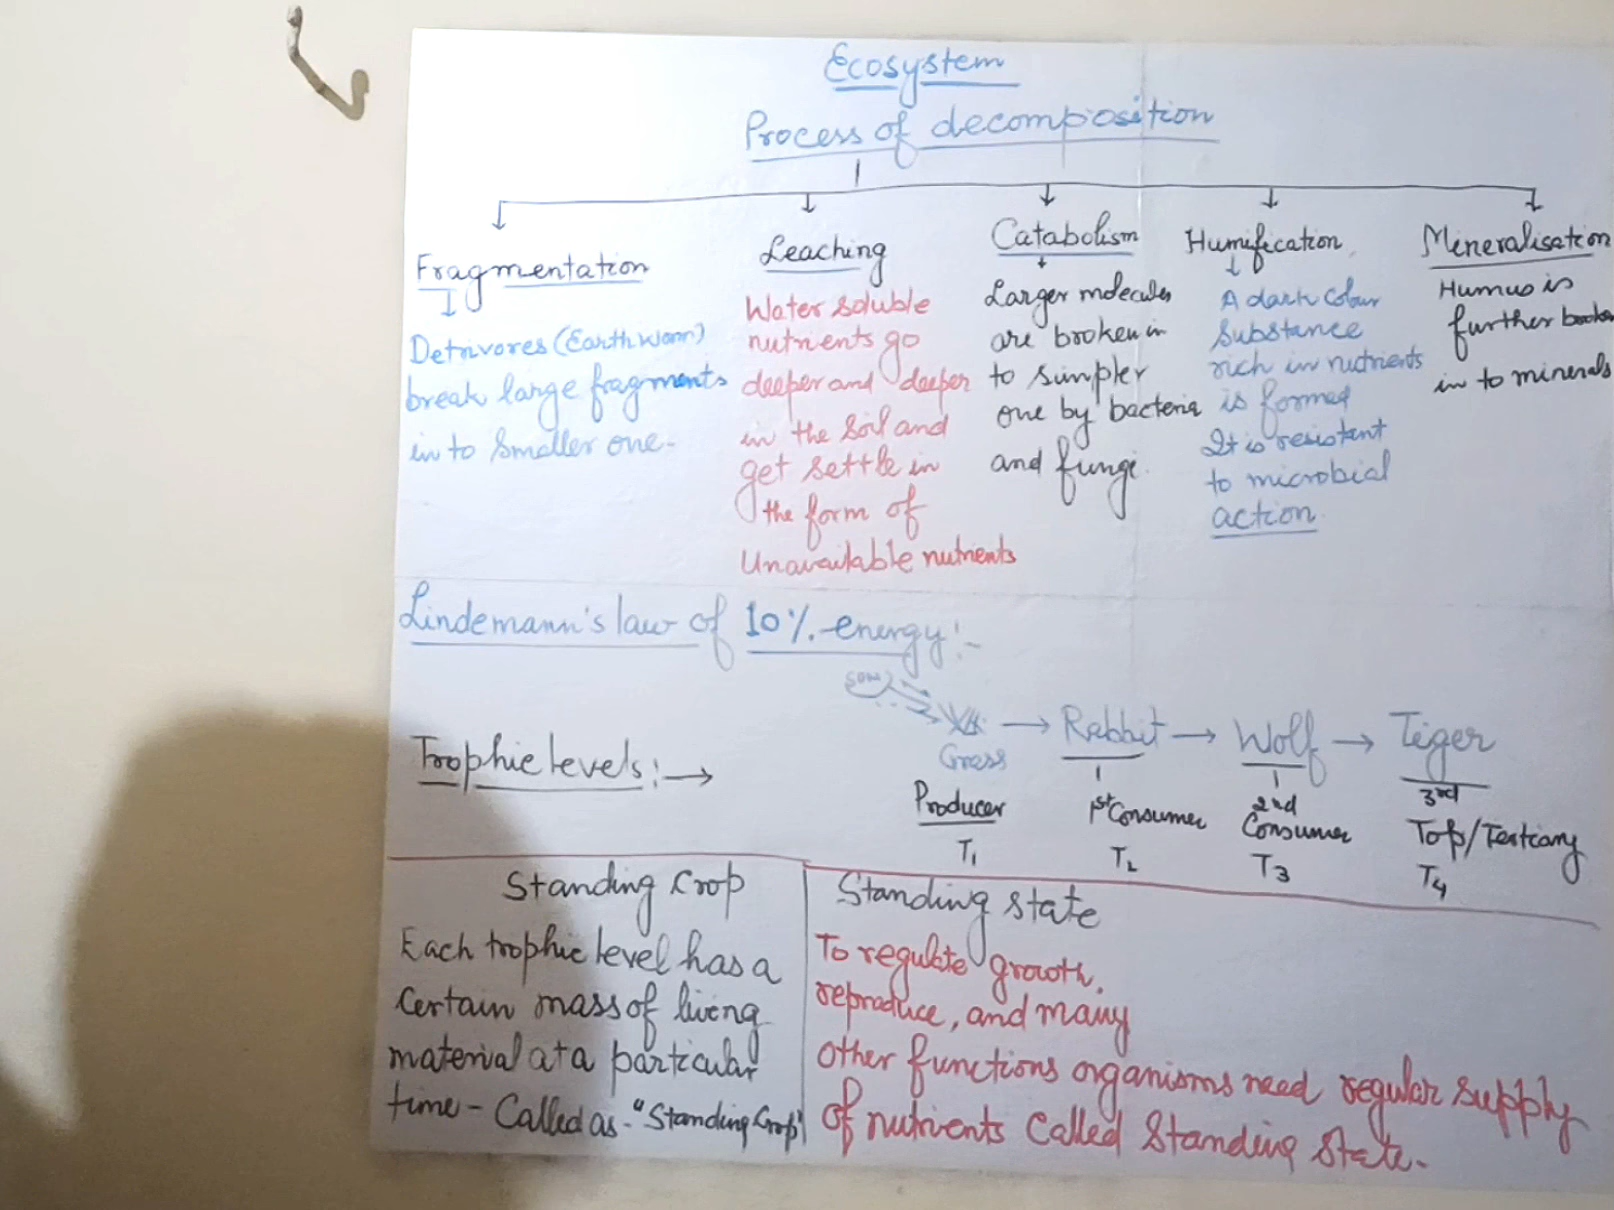 Ecosystem
Process of decomposition
Fragmentation
Detrivores (Earth Worm)
break large fragments
in to smaller one-
Leaching
Water soluble
nutrients go
deeper and deeper
in the soil and
get settle in
the form of
Unavailable nutrients
Catabolism
Larger molecules
are broken in
to simpler
one by bacteria
and fungi.
Humification
A dark colour
substance
rich in nutrients
is formed
It is resistant
to microbial
action.
Mineralisation
Humus is
further broken
in to minerals
Lindemann's law of 10% energy:-
sun
Trophic levels:→
Grass → Rabbit → Wolf → Tiger
Producer
T1
1st Consumer
T2
2nd
Consumer
T3
3rd
Top/Tertiary
T4
Standing Crop
Each trophic level has a
certain mass of living
material at a particular
time - Called as - "Standing Crop"
Standing state
To regulate growth,
reproduce, and many
other functions organisms need regular supply
of nutrients called Standing State.